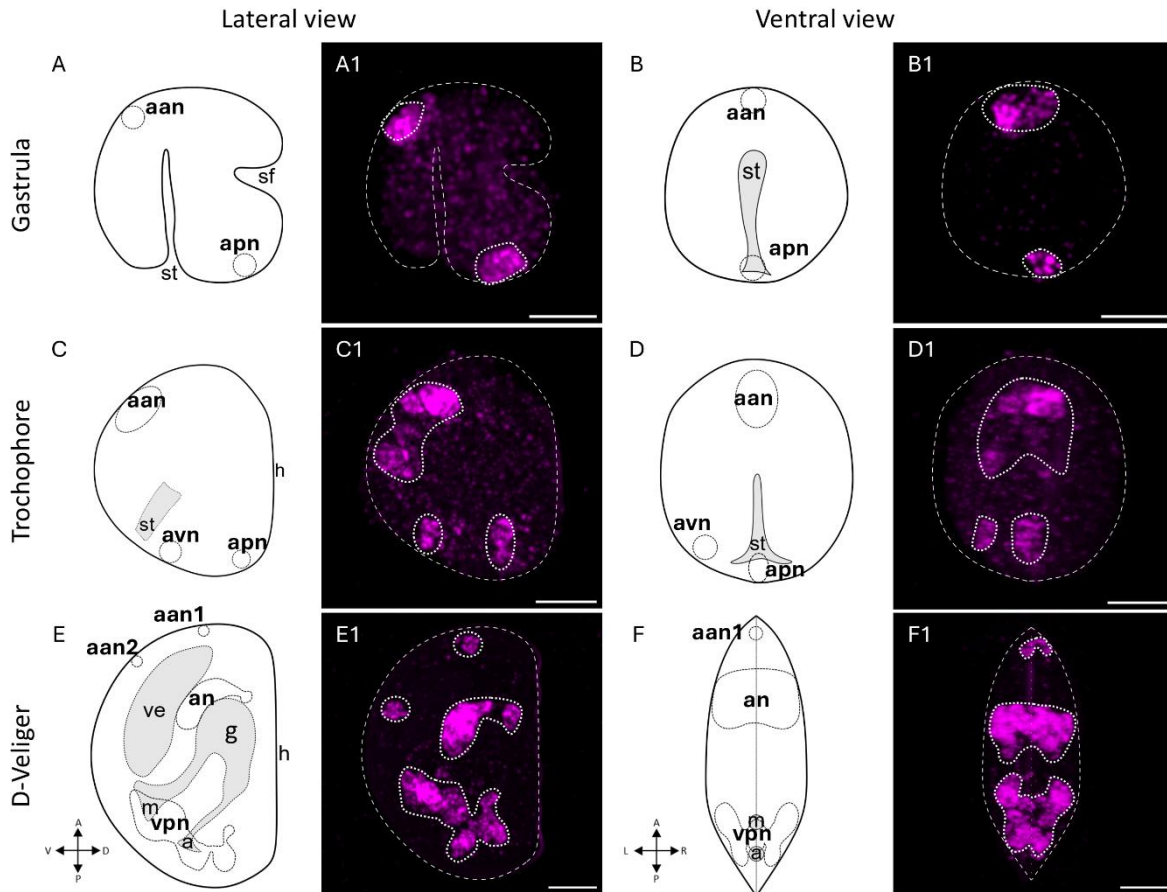 Lateral view
Ventral view
Gastrula
A
aan
sf
apn
st
A1
B
aan
st
apn
B1
Trochophore
C
aan
h
st
avn
apn
C1
D
aan
avn
st
apn
D1
D-Veliger
E
aan1
aan2
an
ve
g
h
m
vpn
a
A
V
D
P
E1
F
aan1
an
m
vpn
a
A
L
R
P
F1